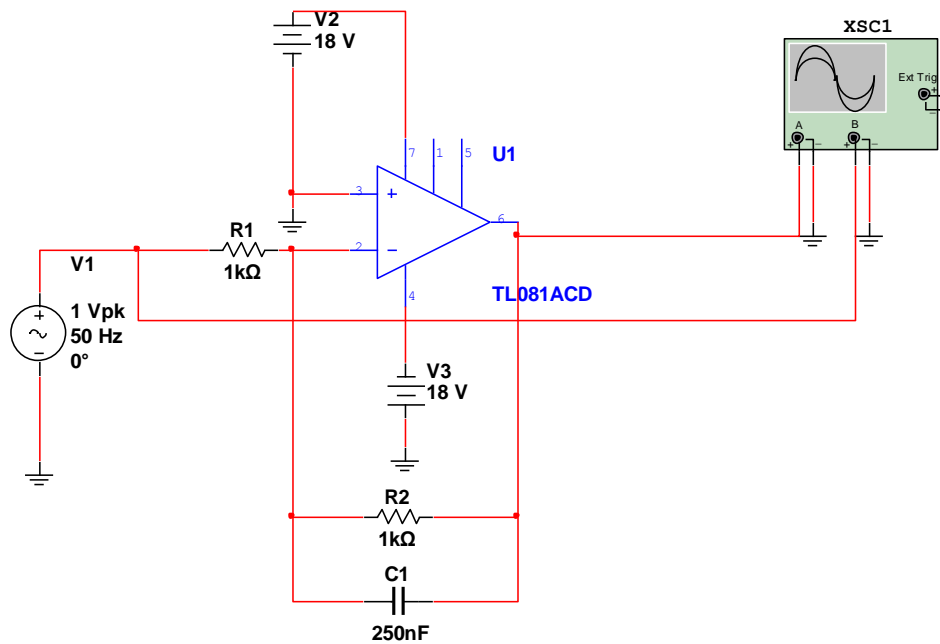 V2
18 V
XSC1
Ext Trig
+
−
A
B
+
−
+
−
7
1
5
U1
3
+
6
R1
1kΩ
2
−
V1
4
TL081ACD
1 Vpk
50 Hz
0°
+
−
V3
18 V
R2
1kΩ
C1
250nF